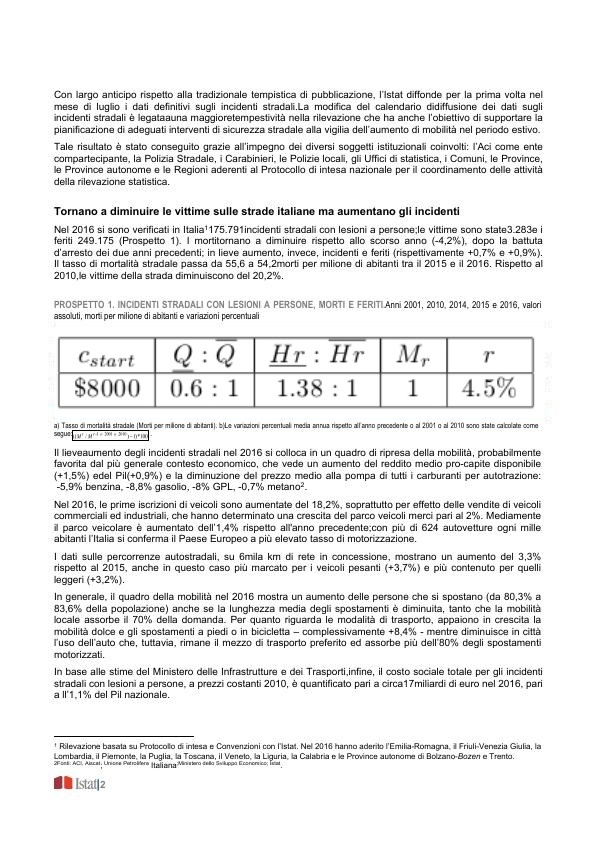 Con largo anticipo rispetto alla tradizionale tempistica di pubblicazione, l'Istat diffonde per la prima volta nel
mese di luglio i dati definitivi sugli incidenti stradali.La modifica del calendario didiffusione dei dati sugli
incidenti stradali è legataauna maggioretempestività nella rilevazione che ha anche l'obiettivo di supportare la
pianificazione di adeguati interventi di sicurezza stradale alla vigilia dell'aumento di mobilità nel periodo estivo.
Tale risultato è stato conseguito grazie all'impegno dei diversi soggetti istituzionali coinvolti: l'Aci come ente
compartecipante, la Polizia Stradale, i Carabinieri, le Polizie locali, gli Uffici di statistica, i Comuni, le Province,
le Province autonome e le Regioni aderenti al Protocollo di intesa nazionale per il coordinamento delle attività
della rilevazione statistica.
Tornano a diminuire le vittime sulle strade italiane ma aumentano gli incidenti
Nel 2016 si sono verificati in Italia¹175.791incidenti stradali con lesioni a persone;le vittime sono state3.283e i
feriti 249.175 (Prospetto 1). I mortitornano a diminuire rispetto allo scorso anno (-4,2%), dopo la battuta
d'arresto dei due anni precedenti; in lieve aumento, invece, incidenti e feriti (rispettivamente +0,7% e +0,9%).
Il tasso di mortalità stradale passa da 55,6 a 54,2morti per milione di abitanti tra il 2015 e il 2016. Rispetto al
2010,le vittime della strada diminuiscono del 20,2%.
PROSPETTO 1. INCIDENTI STRADALI CON LESIONI A PERSONE, MORTI E FERITI.Anni 2001, 2010, 2014, 2015 e 2016, valori
assoluti, morti per milione di abitanti e variazioni percentuali
c_start Q : Q Hr : Hr M_r r
$8000 0.6 : 1 1.38 : 1 1 4.5%
a) Tasso di mortalità stradale (Morti per milione di abitanti). b)Le variazioni percentuali media annua rispetto all'anno precedente o al 2001 o al 2010 sono state calcolate come
segue:
Il lieveaumento degli incidenti stradali nel 2016 si colloca in un quadro di ripresa della mobilità, probabilmente
favorita dal più generale contesto economico, che vede un aumento del reddito medio pro-capite disponibile
(+1,5%) edel Pil(+0,9%) e la diminuzione del prezzo medio alla pompa di tutti i carburanti per autotrazione:
-5,9% benzina, -8,8% gasolio, -8% GPL, -0,7% metano².
Nel 2016, le prime iscrizioni di veicoli sono aumentate del 18,2%, soprattutto per effetto delle vendite di veicoli
commerciali ed industriali, che hanno determinato una crescita del parco veicoli merci pari al 2%. Mediamente
il parco veicolare è aumentato dell'1,4% rispetto all'anno precedente;con più di 624 autovetture ogni mille
abitanti l'Italia si conferma il Paese Europeo a più elevato tasso di motorizzazione.
I dati sulle percorrenze autostradali, su 6mila km di rete in concessione, mostrano un aumento del 3,3%
rispetto al 2015, anche in questo caso più marcato per i veicoli pesanti (+3,7%) e più contenuto per quelli
leggeri (+3,2%).
In generale, il quadro della mobilità nel 2016 mostra un aumento delle persone che si spostano (da 80,3% a
83,6% della popolazione) anche se la lunghezza media degli spostamenti è diminuita, tanto che la mobilità
locale assorbe il 70% della domanda. Per quanto riguarda le modalità di trasporto, appaiono in crescita la
mobilità dolce e gli spostamenti a piedi o in bicicletta – complessivamente +8,4% - mentre diminuisce in città
l'uso dell'auto che, tuttavia, rimane il mezzo di trasporto preferito ed assorbe più dell'80% degli spostamenti
motorizzati.
In base alle stime del Ministero delle Infrastrutture e dei Trasporti,infine, il costo sociale totale per gli incidenti
stradali con lesioni a persone, a prezzi costanti 2010, è quantificato pari a circa17miliardi di euro nel 2016, pari
a ll'1,1% del Pil nazionale.
¹ Rilevazione basata su Protocollo di intesa e Convenzioni con l'Istat. Nel 2016 hanno aderito l'Emilia-Romagna, il Friuli-Venezia Giulia, la
Lombardia, il Piemonte, la Puglia, la Toscana, il Veneto, la Liguria, la Calabria e le Province autonome di Bolzano-Bozen e Trento.
2Fonti: ACI, Aiscat, Unione Petrolifera Italiana,Ministero dello Sviluppo Economico; Istat.
Istat|2